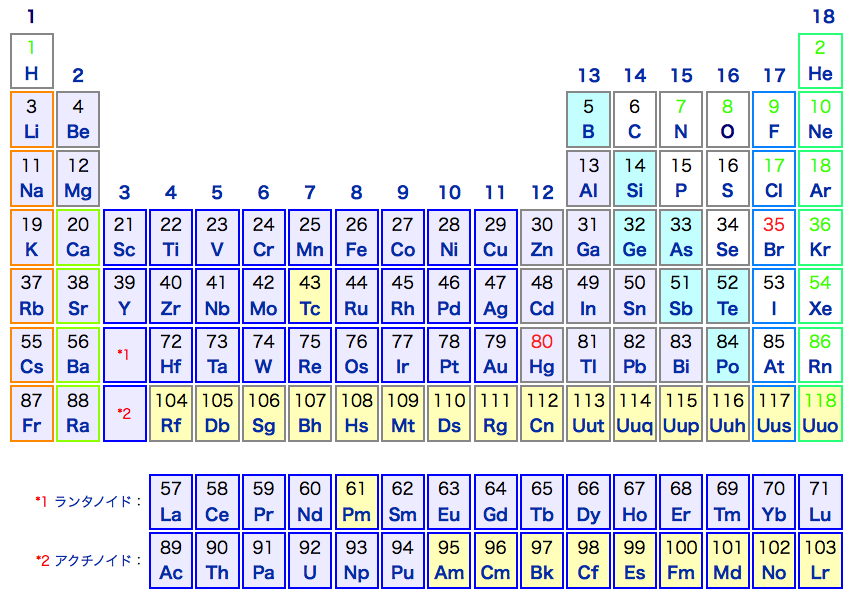 1 18
1 2
H 2 13 14 15 16 17 He
3 4 5 6 7 8 9 10
Li Be B C N O F Ne
11 12 13 14 15 16 17 18
Na Mg 3 4 5 6 7 8 9 10 11 12 Al Si P S Cl Ar
19 20 21 22 23 24 25 26 27 28 29 30 31 32 33 34 35 36
K Ca Sc Ti V Cr Mn Fe Co Ni Cu Zn Ga Ge As Se Br Kr
37 38 39 40 41 42 43 44 45 46 47 48 49 50 51 52 53 54
Rb Sr Y Zr Nb Mo Tc Ru Rh Pd Ag Cd In Sn Sb Te I Xe
55 56 *1 72 73 74 75 76 77 78 79 80 81 82 83 84 85 86
Cs Ba Hf Ta W Re Os Ir Pt Au Hg Tl Pb Bi Po At Rn
87 88 *2 104 105 106 107 108 109 110 111 112 113 114 115 116 117 118
Fr Ra Rf Db Sg Bh Hs Mt Ds Rg Cn Uut Uuq Uup Uuh Uus Uuo
*1 ランタノイド： 57 58 59 60 61 62 63 64 65 66 67 68 69 70 71
La Ce Pr Nd Pm Sm Eu Gd Tb Dy Ho Er Tm Yb Lu
*2 アクチノイド： 89 90 91 92 93 94 95 96 97 98 99 100 101 102 103
Ac Th Pa U Np Pu Am Cm Bk Cf Es Fm Md No Lr